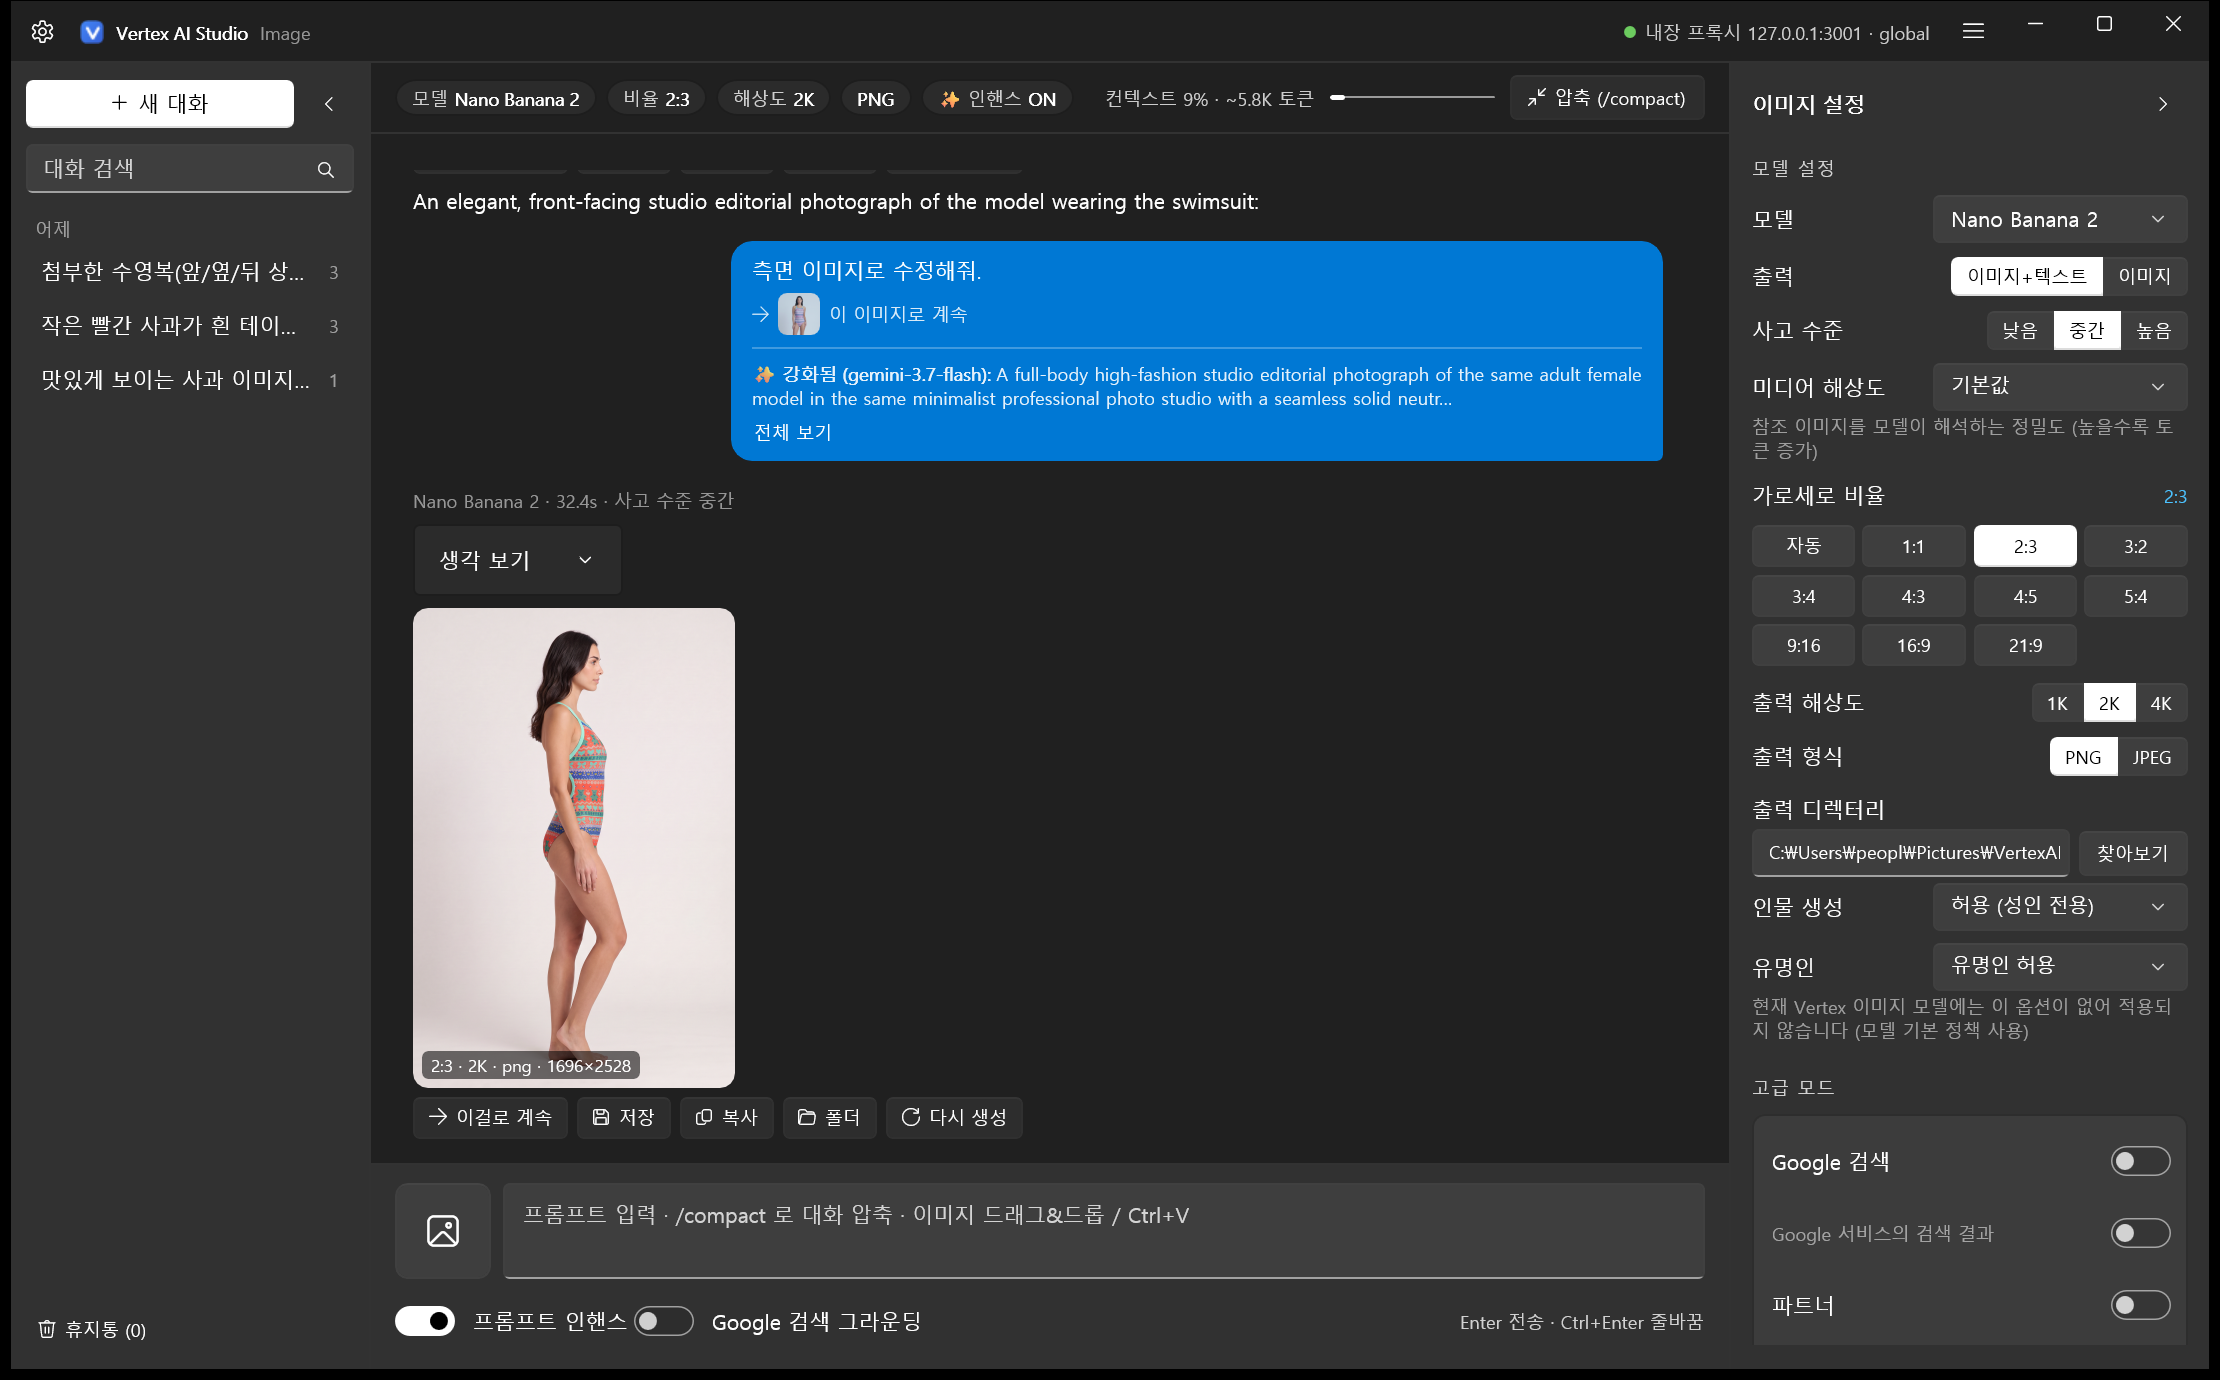 Vertex AI Studio Image
내장 프록시 127.0.0.1:3001 · global
+ 새 대화
대화 검색
어제
첨부한 수영복(앞/옆/뒤 상... 3
작은 빨간 사과가 흰 테이... 3
맛있게 보이는 사과 이미지... 1
휴지통 (0)
모델 Nano Banana 2
비율 2:3
해상도 2K
PNG
✨ 인핸스 ON
컨텍스트 9% · ~5.8K 토큰
압축 (/compact)
An elegant, front-facing studio editorial photograph of the model wearing the swimsuit:
측면 이미지로 수정해줘.
→ 이 이미지로 계속
✨ 강화됨 (gemini-3.7-flash): A full-body high-fashion studio editorial photograph of the same adult female
model in the same minimalist professional photo studio with a seamless solid neutr...
전체 보기
Nano Banana 2 · 32.4s · 사고 수준 중간
생각 보기
2:3 · 2K · png · 1696×2528
→ 이걸로 계속
저장
복사
폴더
다시 생성
프롬프트 입력 · /compact 로 대화 압축 · 이미지 드래그&드롭 / Ctrl+V
프롬프트 인핸스
Google 검색 그라운딩
Enter 전송 · Ctrl+Enter 줄바꿈
이미지 설정
모델 설정
모델 Nano Banana 2
출력 이미지+텍스트 이미지
사고 수준 낮음 중간 높음
미디어 해상도 기본값
참조 이미지를 모델이 해석하는 정밀도 (높을수록 토
큰 증가)
가로세로 비율 2:3
자동 1:1 2:3 3:2
3:4 4:3 4:5 5:4
9:16 16:9 21:9
출력 해상도 1K 2K 4K
출력 형식 PNG JPEG
출력 디렉터리
C:₩Users₩peopl₩Pictures₩VertexAI 찾아보기
인물 생성 허용 (성인 전용)
유명인 유명인 허용
현재 Vertex 이미지 모델에는 이 옵션이 없어 적용되
지 않습니다 (모델 기본 정책 사용)
고급 모드
Google 검색
Google 서비스의 검색 결과
파트너